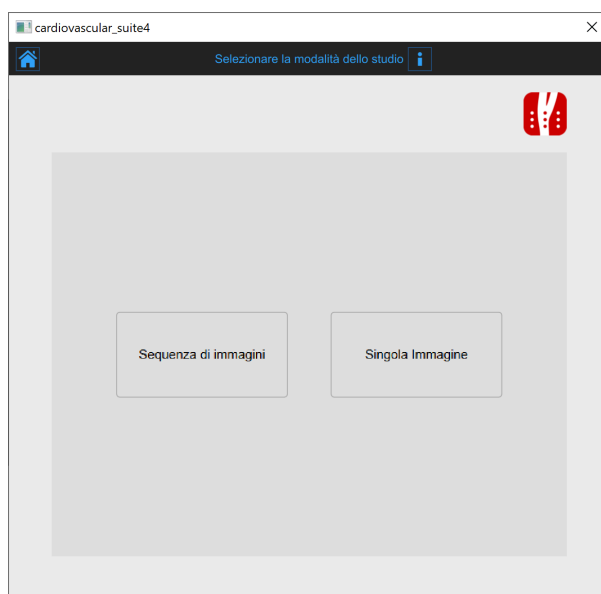 cardiovascular_suite4
Selezionare la modalità dello studio
Sequenza di immagini
Singola Immagine